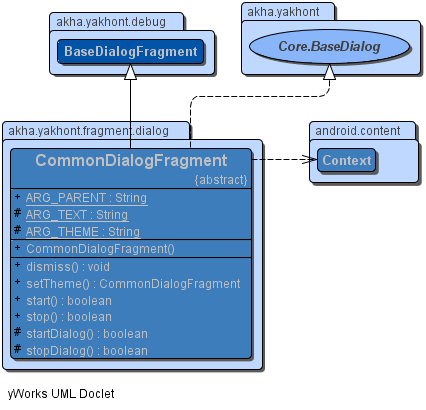 akha.yakhont.debug
BaseDialogFragment
akha.yakhont
Core.BaseDialog
akha.yakhont.fragment.dialog
CommonDialogFragment
{abstract}
+ ARG_PARENT : String
# ARG_TEXT : String
# ARG_THEME : String
+ CommonDialogFragment()
+ dismiss() : void
+ setTheme() : CommonDialogFragment
+ start() : boolean
+ stop() : boolean
# startDialog() : boolean
# stopDialog() : boolean
android.content
Context
yWorks UML Doclet